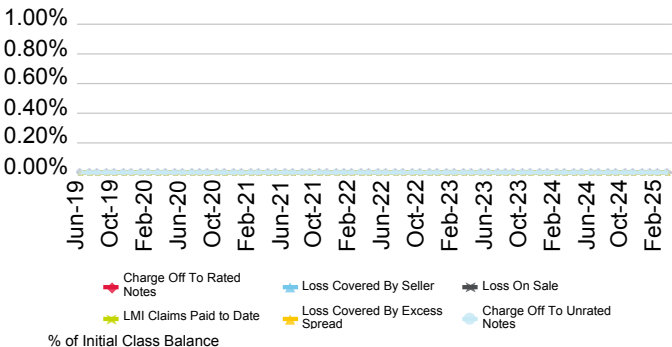 1.00%
0.80%
0.60%
0.40%
0.20%
0.00%
Jun-19
Oct-19
Feb-20
Jun-20
Oct-20
Feb-21
Jun-21
Oct-21
Feb-22
Jun-22
Oct-22
Feb-23
Jun-23
Oct-23
Feb-24
Jun-24
Oct-24
Feb-25
Charge Off To Rated
Notes
Loss Covered By Seller
Loss On Sale
LMI Claims Paid to Date
Loss Covered By Excess
Spread
Charge Off To Unrated
Notes
% of Initial Class Balance